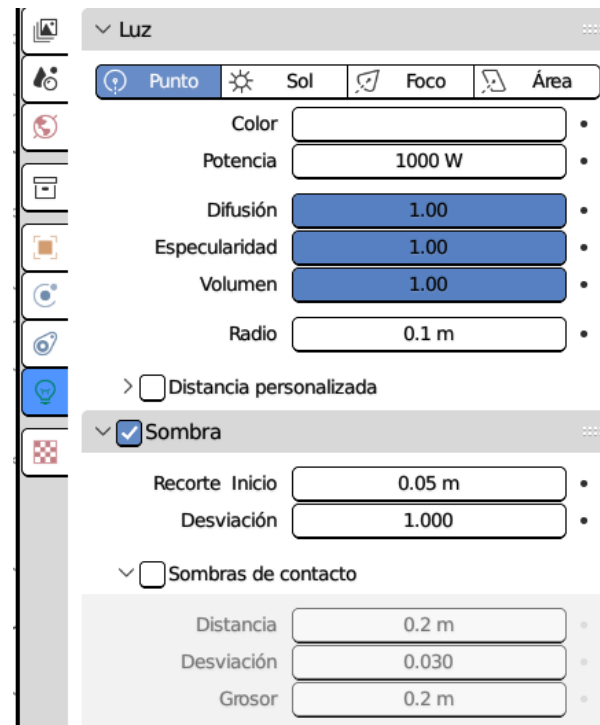 Luz
Punto Sol Foco Área
Color
Potencia 1000 W
Difusión 1.00
Especularidad 1.00
Volumen 1.00
Radio 0.1 m
Distancia personalizada
Sombra
Recorte Inicio 0.05 m
Desviación 1.000
Sombras de contacto
Distancia 0.2 m
Desviación 0.030
Grosor 0.2 m